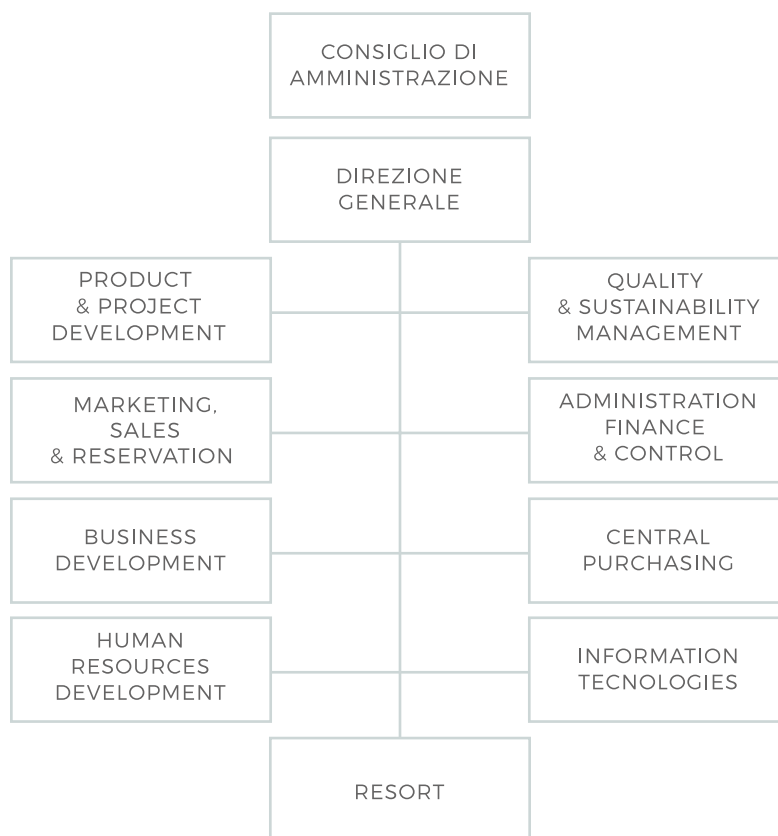 CONSIGLIO DI
AMMINISTRAZIONE
DIREZIONE
GENERALE
PRODUCT
& PROJECT
DEVELOPMENT
QUALITY
& SUSTAINABILITY
MANAGEMENT
MARKETING,
SALES
& RESERVATION
ADMINISTRATION
FINANCE
& CONTROL
BUSINESS
DEVELOPMENT
CENTRAL
PURCHASING
HUMAN
RESOURCES
DEVELOPMENT
INFORMATION
TECNOLOGIES
RESORT